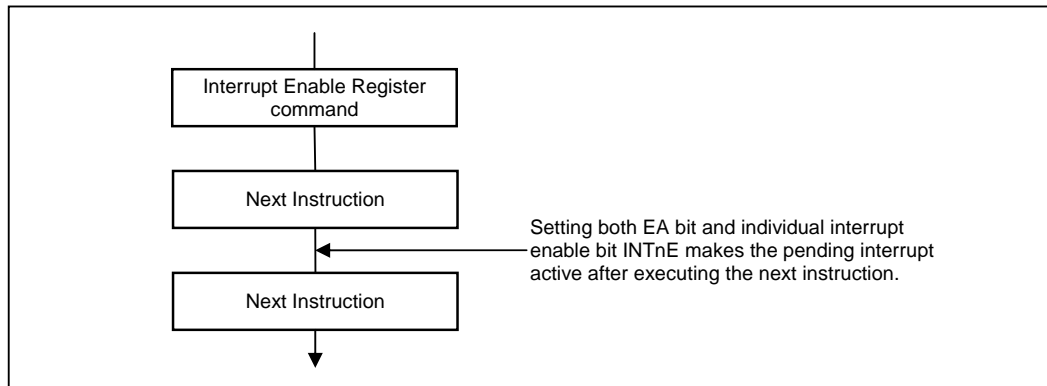 Interrupt Enable Register
command
Next Instruction
Setting both EA bit and individual interrupt
enable bit INTnE makes the pending interrupt
active after executing the next instruction.
Next Instruction